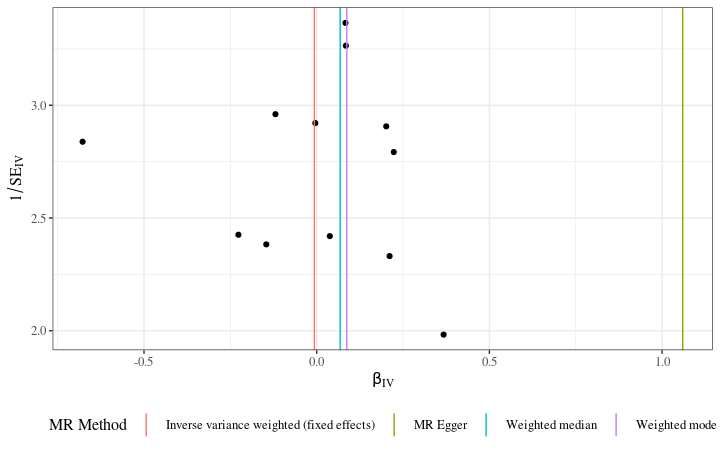 3.0
2.5
2.0
1/SE_IV
-0.5 0.0 0.5 1.0
β_IV
MR Method Inverse variance weighted (fixed effects) MR Egger Weighted median Weighted mode